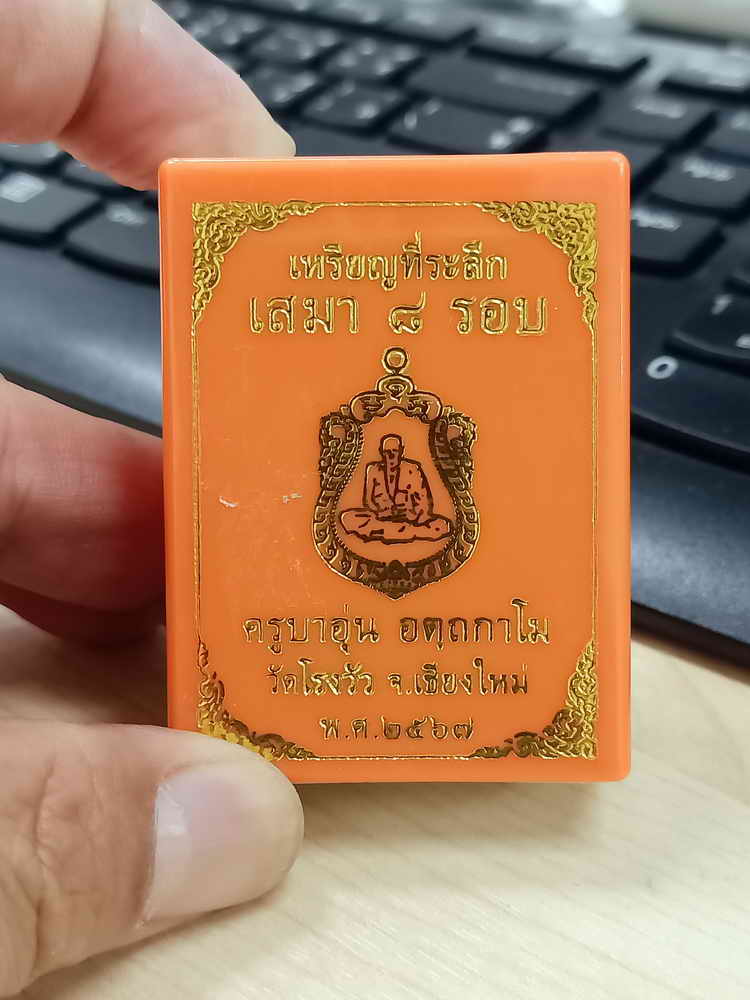 เหรียญที่ระลึก
เสมา ๘ รอบ
ครูบาอุ่น อตฺถกาโม
วัดโรงวัว จ.เชียงใหม่
พ.ศ.๒๕๖๗